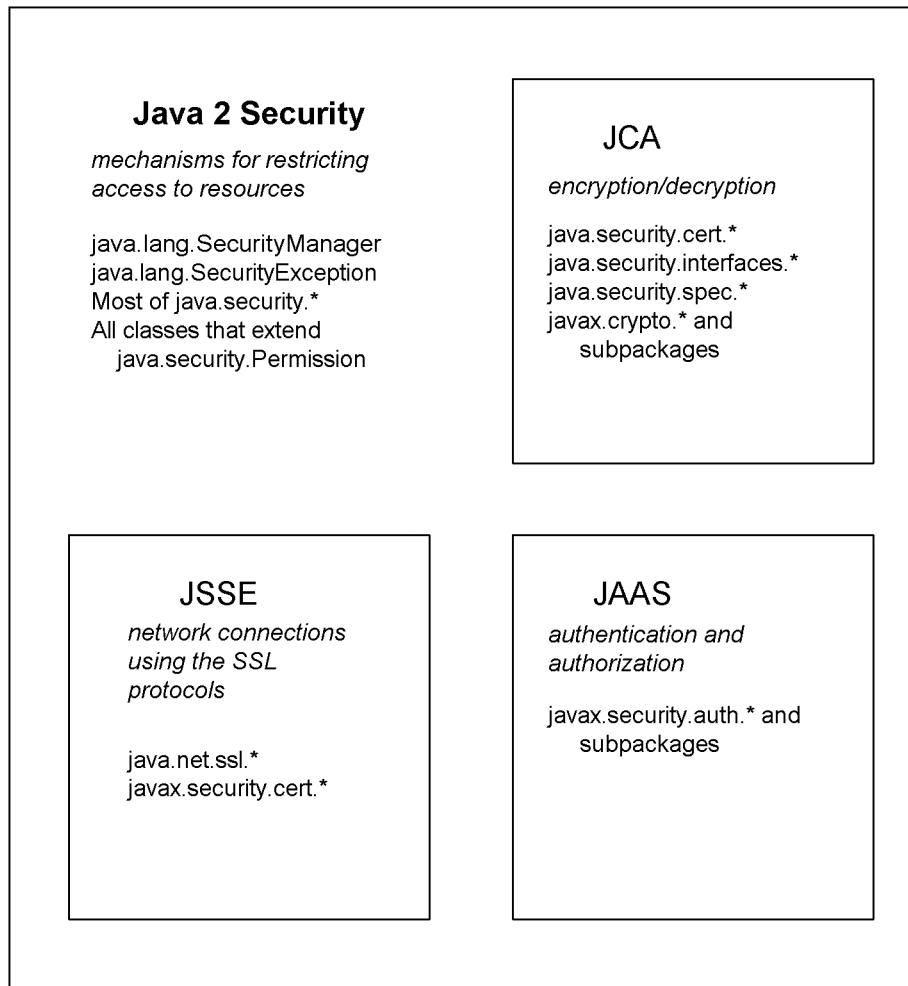 Java 2 Security
mechanisms for restricting
access to resources
java.lang.SecurityManager
java.lang.SecurityException
Most of java.security.*
All classes that extend
java.security.Permission
JCA
encryption/decryption
java.security.cert.*
java.security.interfaces.*
java.security.spec.*
javax.crypto.* and
subpackages
JSSE
network connections
using the SSL
protocols
java.net.ssl.*
javax.security.cert.*
JAAS
authentication and
authorization
javax.security.auth.* and
subpackages